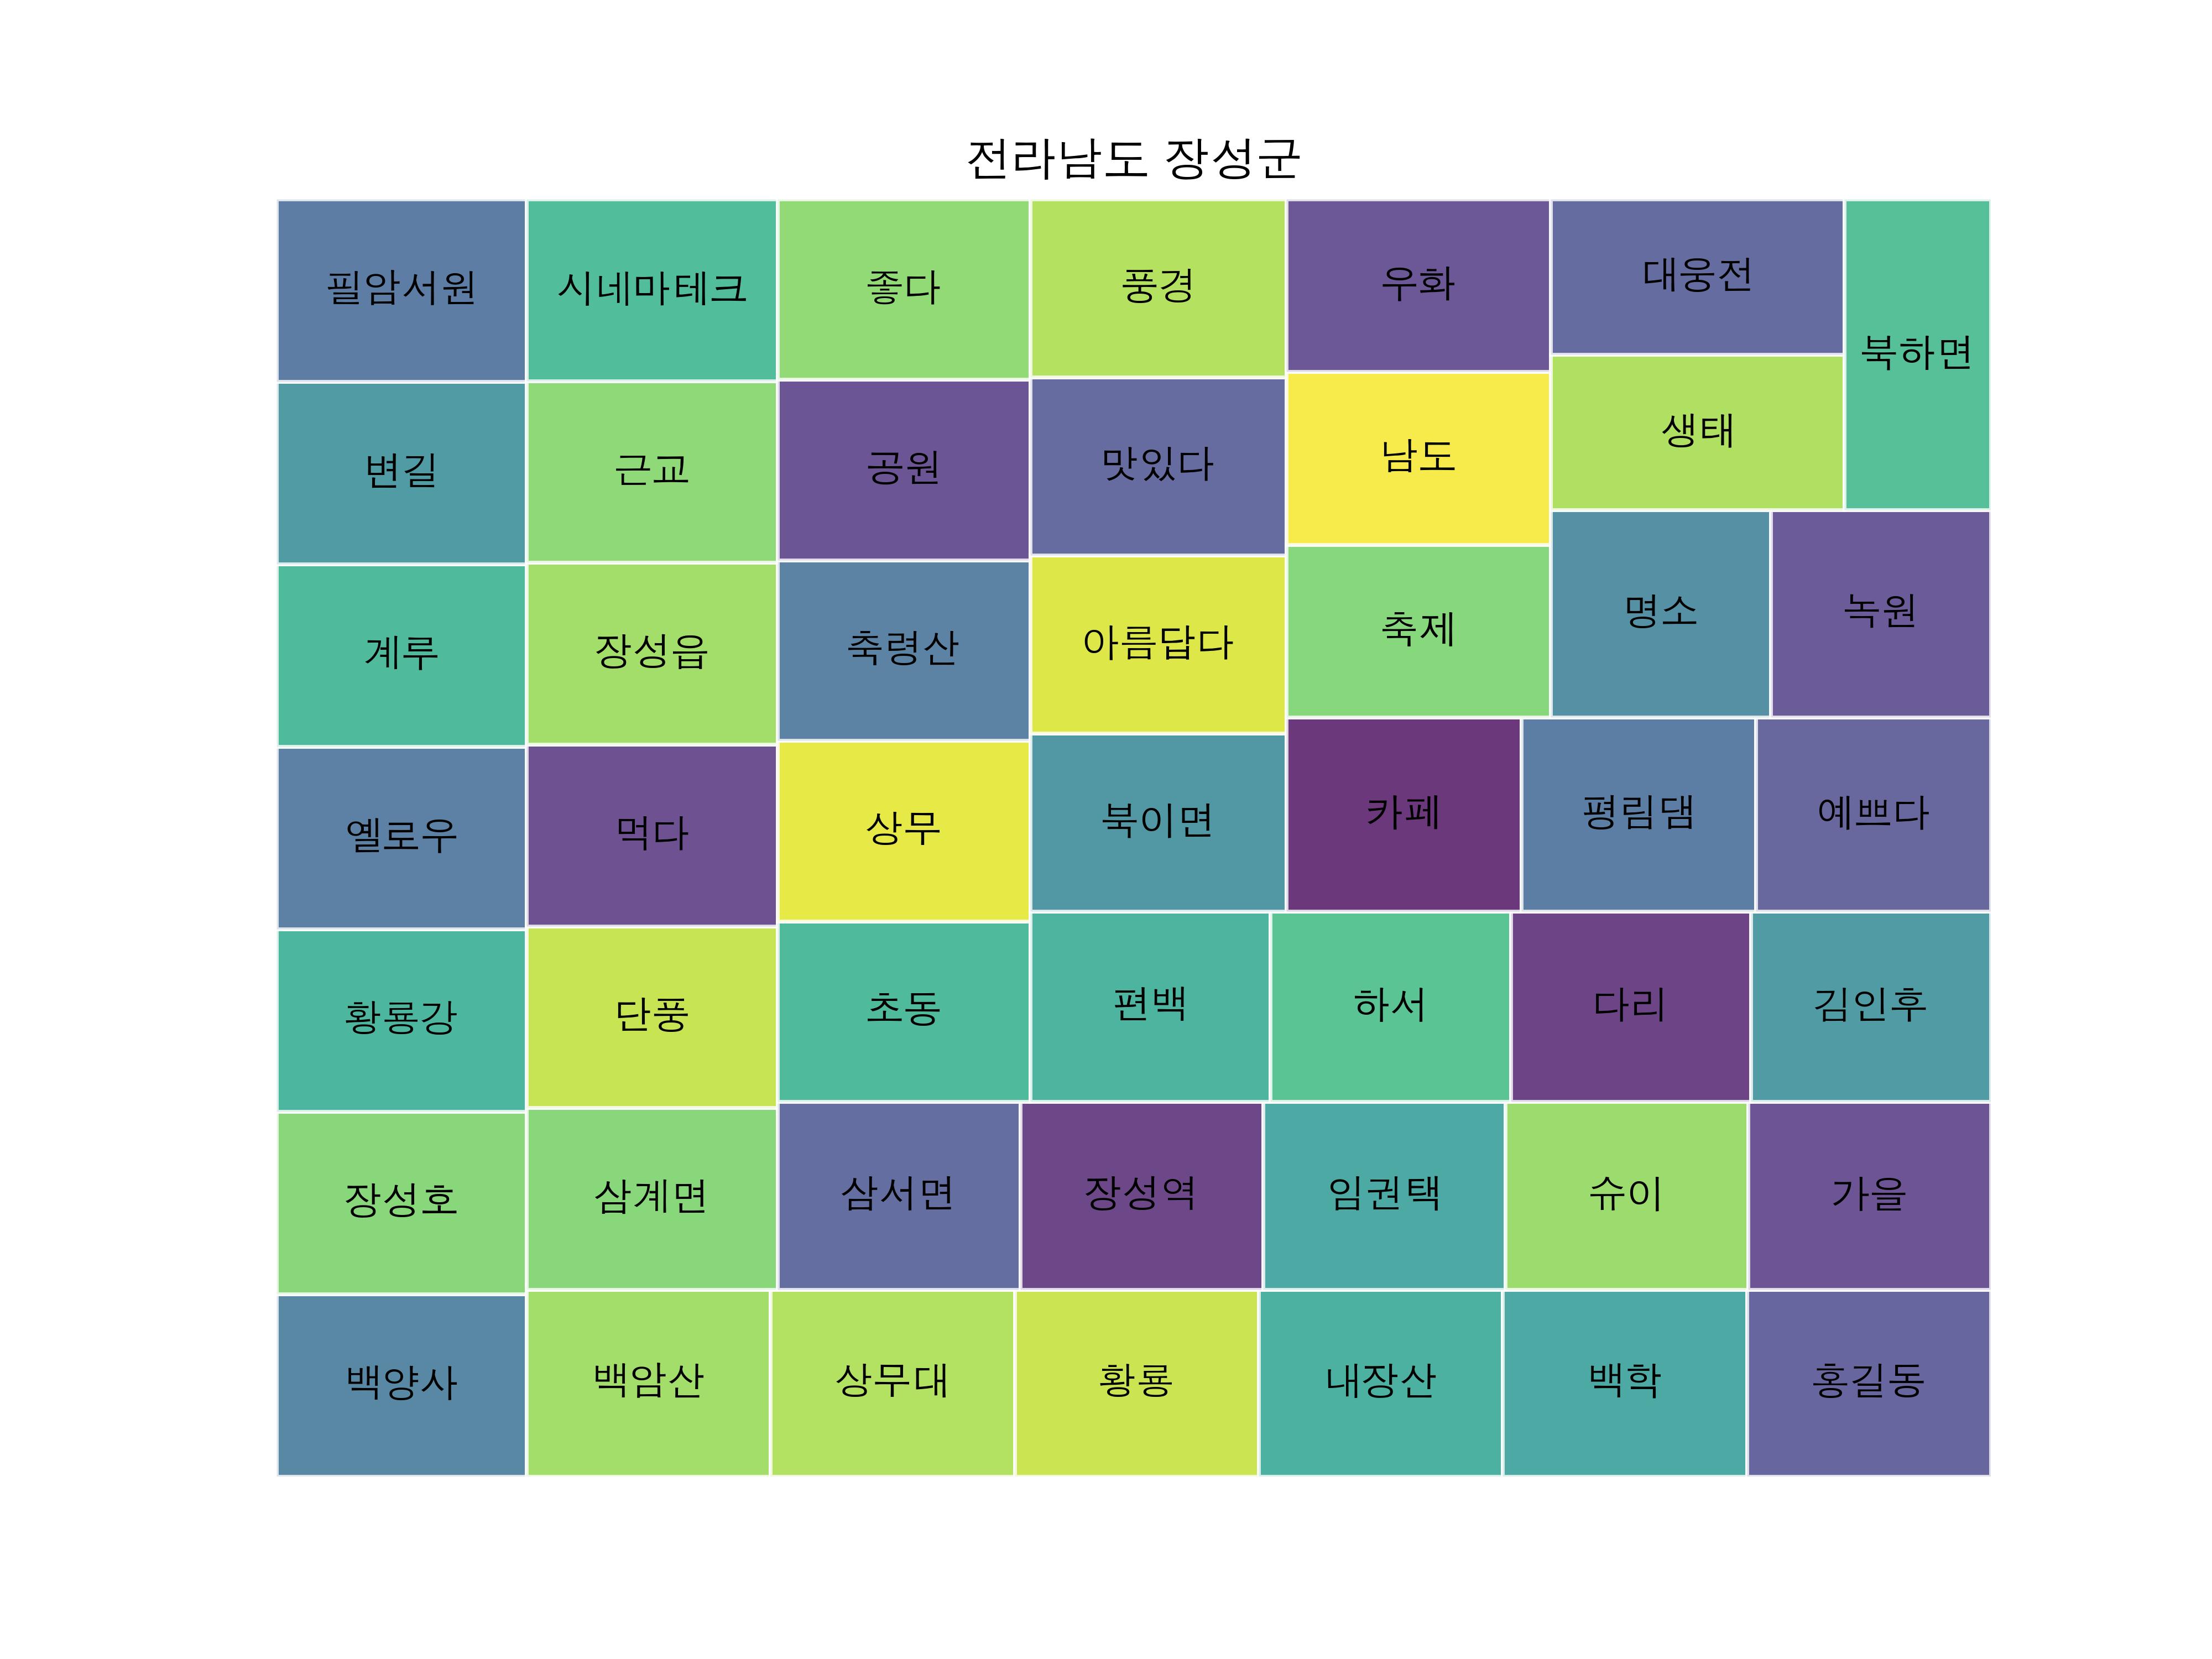 전라남도 장성군
필암서원 시네마테크 좋다 풍경 우화 대웅전 북하면
생태
변길 근교 공원 맛있다 남도
명소 녹원
계루 장성읍 축령산 아름답다 축제
옐로우 먹다 상무 북이면 카페 평림댐 예쁘다
황룡강 단풍 초동 편백 하서 다리 김인후
장성호 삼계면 삼서면 장성역 임권택 슈이 가을
백양사 백암산 상무대 황룡 내장산 백학 홍길동